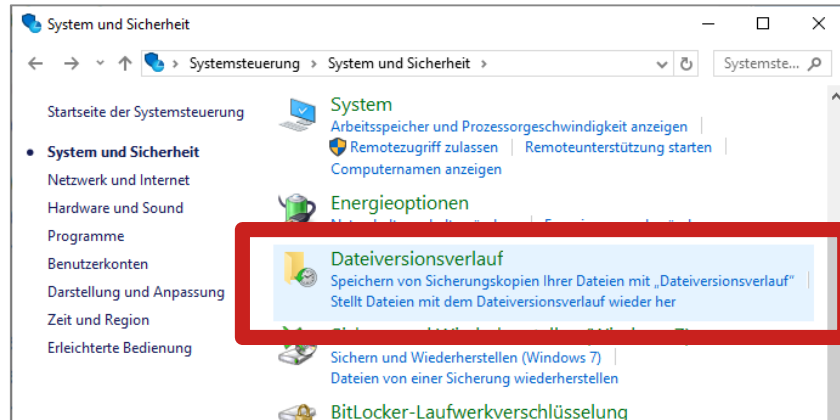 System und Sicherheit
Systemsteuerung
System und Sicherheit
Systemste...
Startseite der Systemsteuerung
System und Sicherheit
Netzwerk und Internet
Hardware und Sound
Programme
Benutzerkonten
Darstellung und Anpassung
Zeit und Region
Erleichterte Bedienung
System
Arbeitsspeicher und Prozessorgeschwindigkeit anzeigen
Remotezugriff zulassen
Remoteunterstützung starten
Computernamen anzeigen
Energieoptionen
Dateiversionsverlauf
Speichern von Sicherungskopien Ihrer Dateien mit „Dateiversionsverlauf"
Stellt Dateien mit dem Dateiversionsverlauf wieder her
Sichern und Wiederherstellen (Windows 7)
Dateien von einer Sicherung wiederherstellen
BitLocker-Laufwerkverschlüsselung